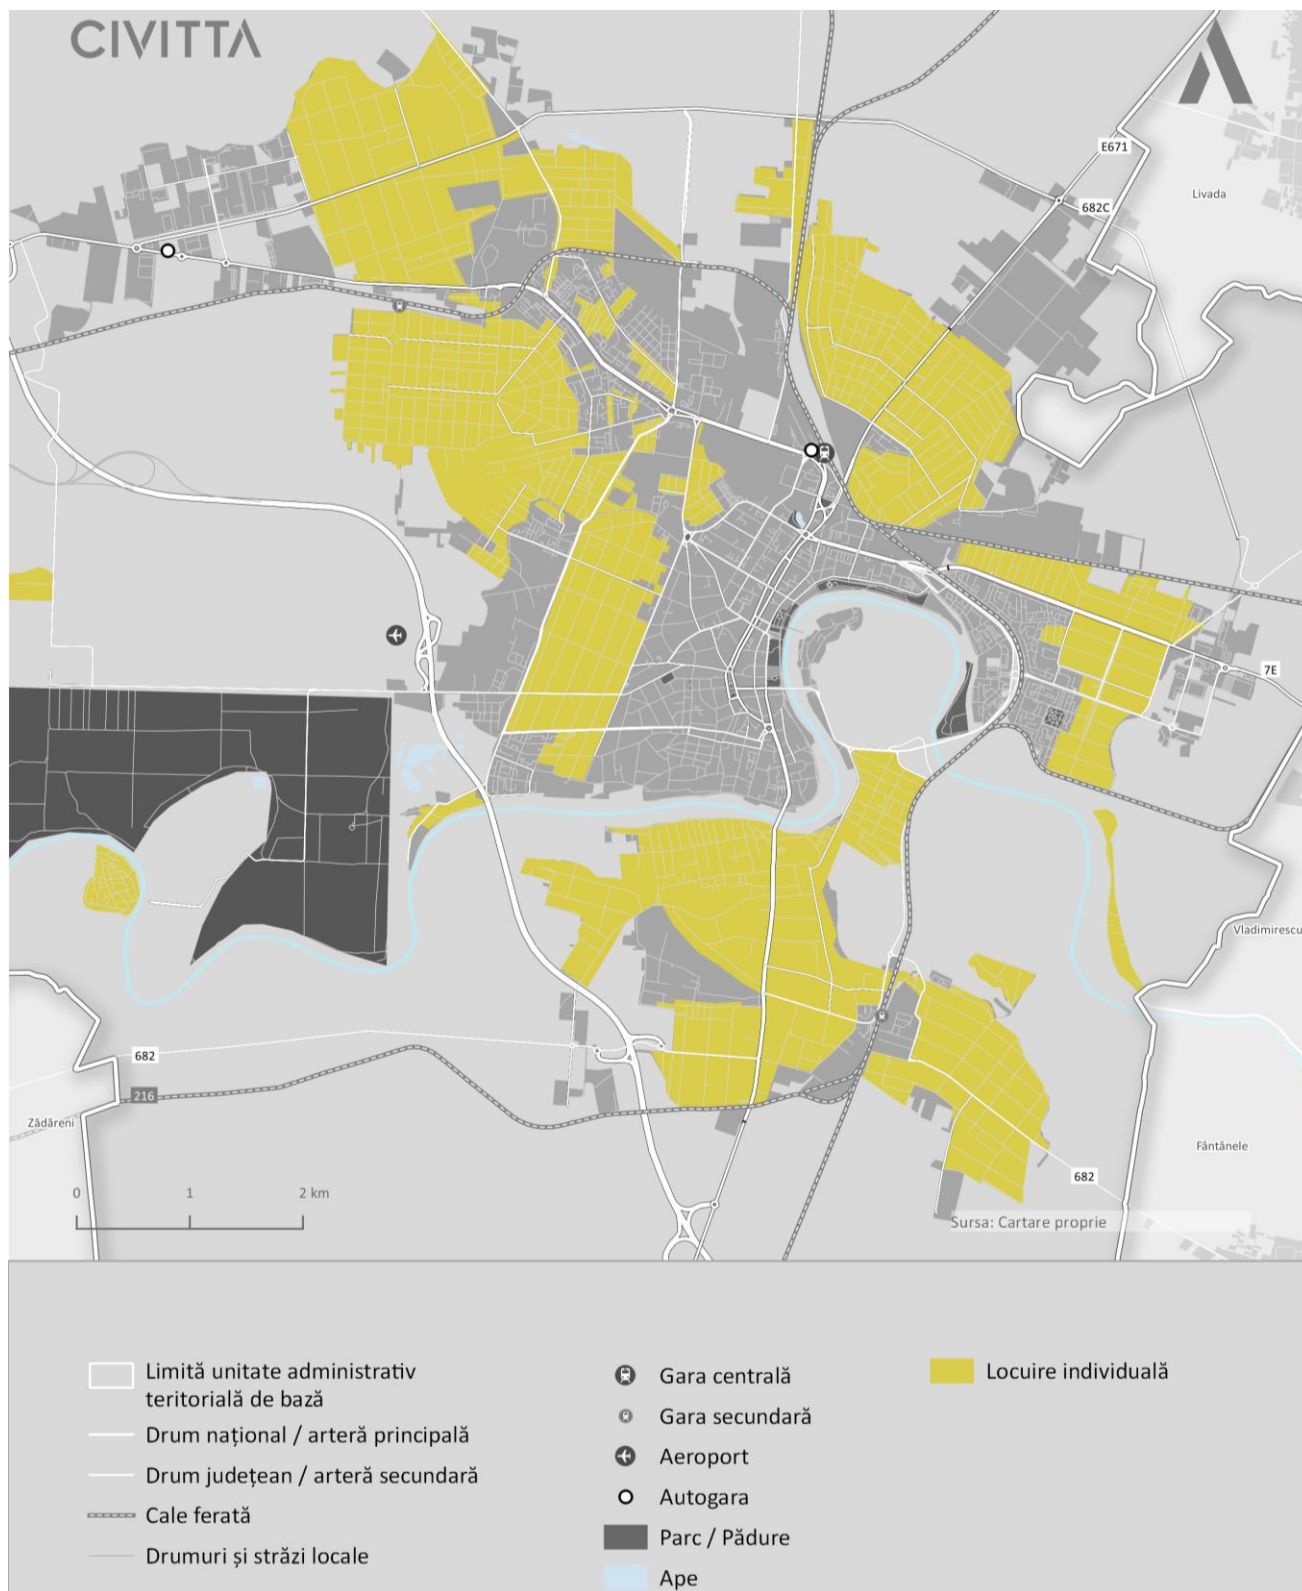 CIVITTA
E671
Livada
682C
7E
Vladimirescu
682
216
Zădăreni
Fântânele
682
0 1 2 km
Sursa: Cartare proprie
Limită unitate administrativ
teritorială de bază
Drum național / arteră principală
Drum județean / arteră secundară
Cale ferată
Drumuri și străzi locale
Gara centrală
Gara secundară
Aeroport
Autogara
Parc / Pădure
Ape
Locuire individuală